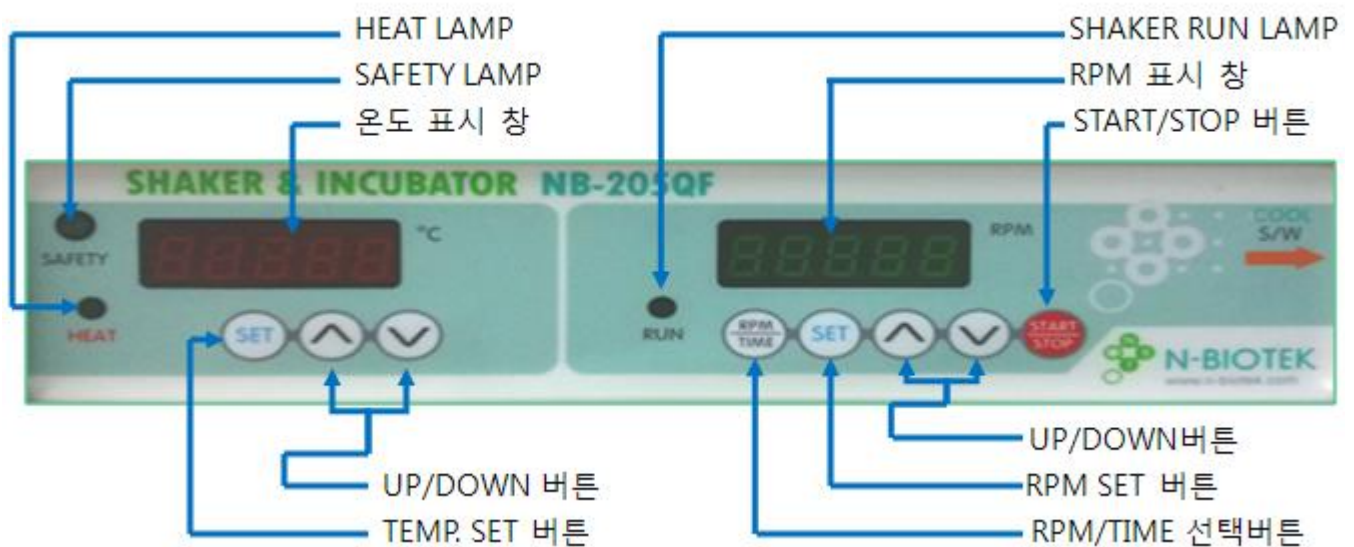 HEAT LAMP
SAFETY LAMP
온도 표시 창
SHAKER RUN LAMP
RPM 표시 창
START/STOP 버튼
SHAKER & INCUBATOR NB-205QF
SAFETY
HEAT
°C
SET
RUN
RPM
RPM
TIME
SET
START
STOP
COOL
S/W
N-BIOTEK
www.n-biotek.com
UP/DOWN 버튼
TEMP. SET 버튼
UP/DOWN버튼
RPM SET 버튼
RPM/TIME 선택버튼